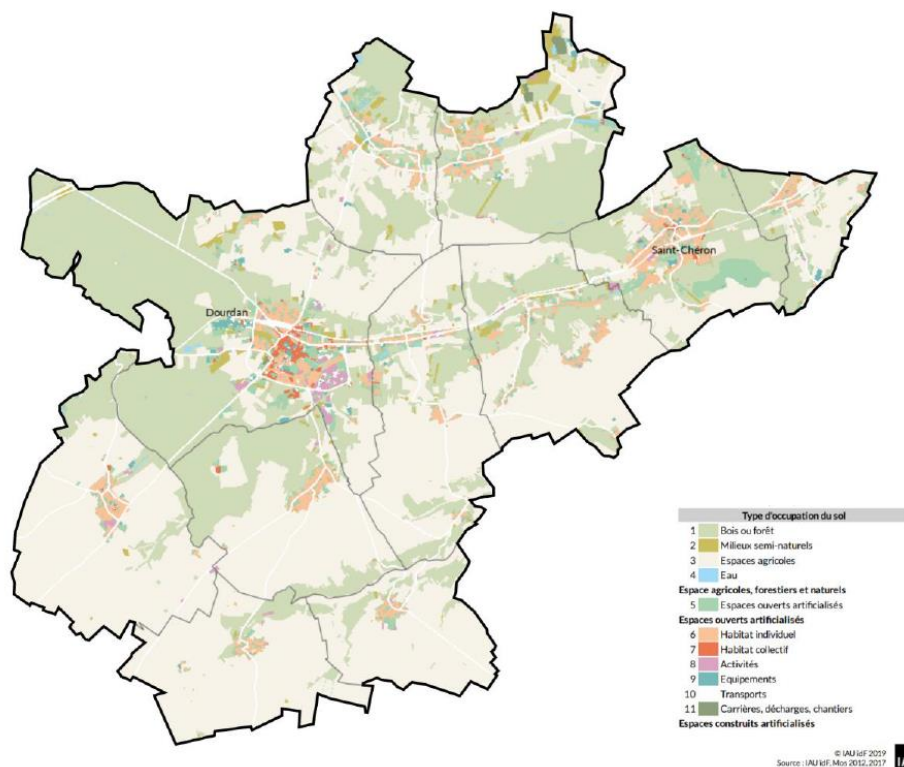 Saint-Chéron
Dourdan
Type d'occupation du sol
1 Bois ou forêt
2 Milieux semi-naturels
3 Espaces agricoles
4 Eau
Espace agricoles, forestiers et naturels
5 Espaces ouverts artificialisés
Espaces ouverts artificialisés
6 Habitat individuel
7 Habitat collectif
8 Activités
9 Equipements
10 Transports
11 Carrières, décharges, chantiers
Espaces construits artificialisés
© IAU îdF 2019
Source : IAU îdF, Mos 2012, 2017